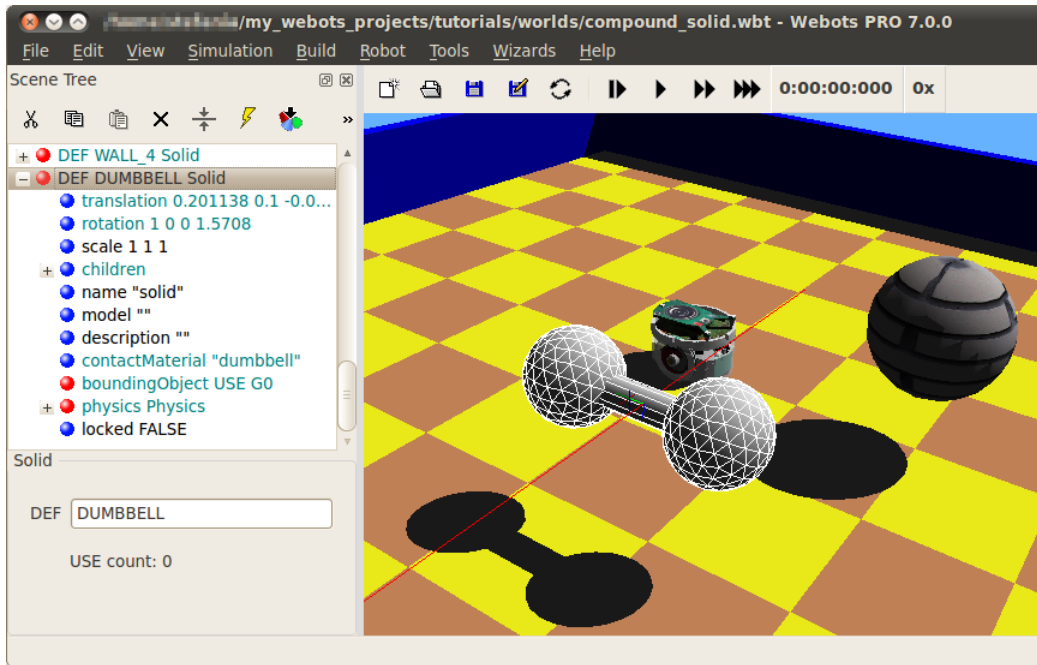 /my_webots_projects/tutorials/worlds/compound_solid.wbt - Webots PRO 7.0.0
File Edit View Simulation Build Robot Tools Wizards Help
Scene Tree
0:00:00:000 0x
»
DEF WALL_4 Solid
DEF DUMBBELL Solid
translation 0.201138 0.1 -0.0...
rotation 1 0 0 1.5708
scale 1 1 1
children
name "solid"
model ""
description ""
contactMaterial "dumbbell"
boundingObject USE G0
physics Physics
locked FALSE
Solid
DEF DUMBBELL
USE count: 0